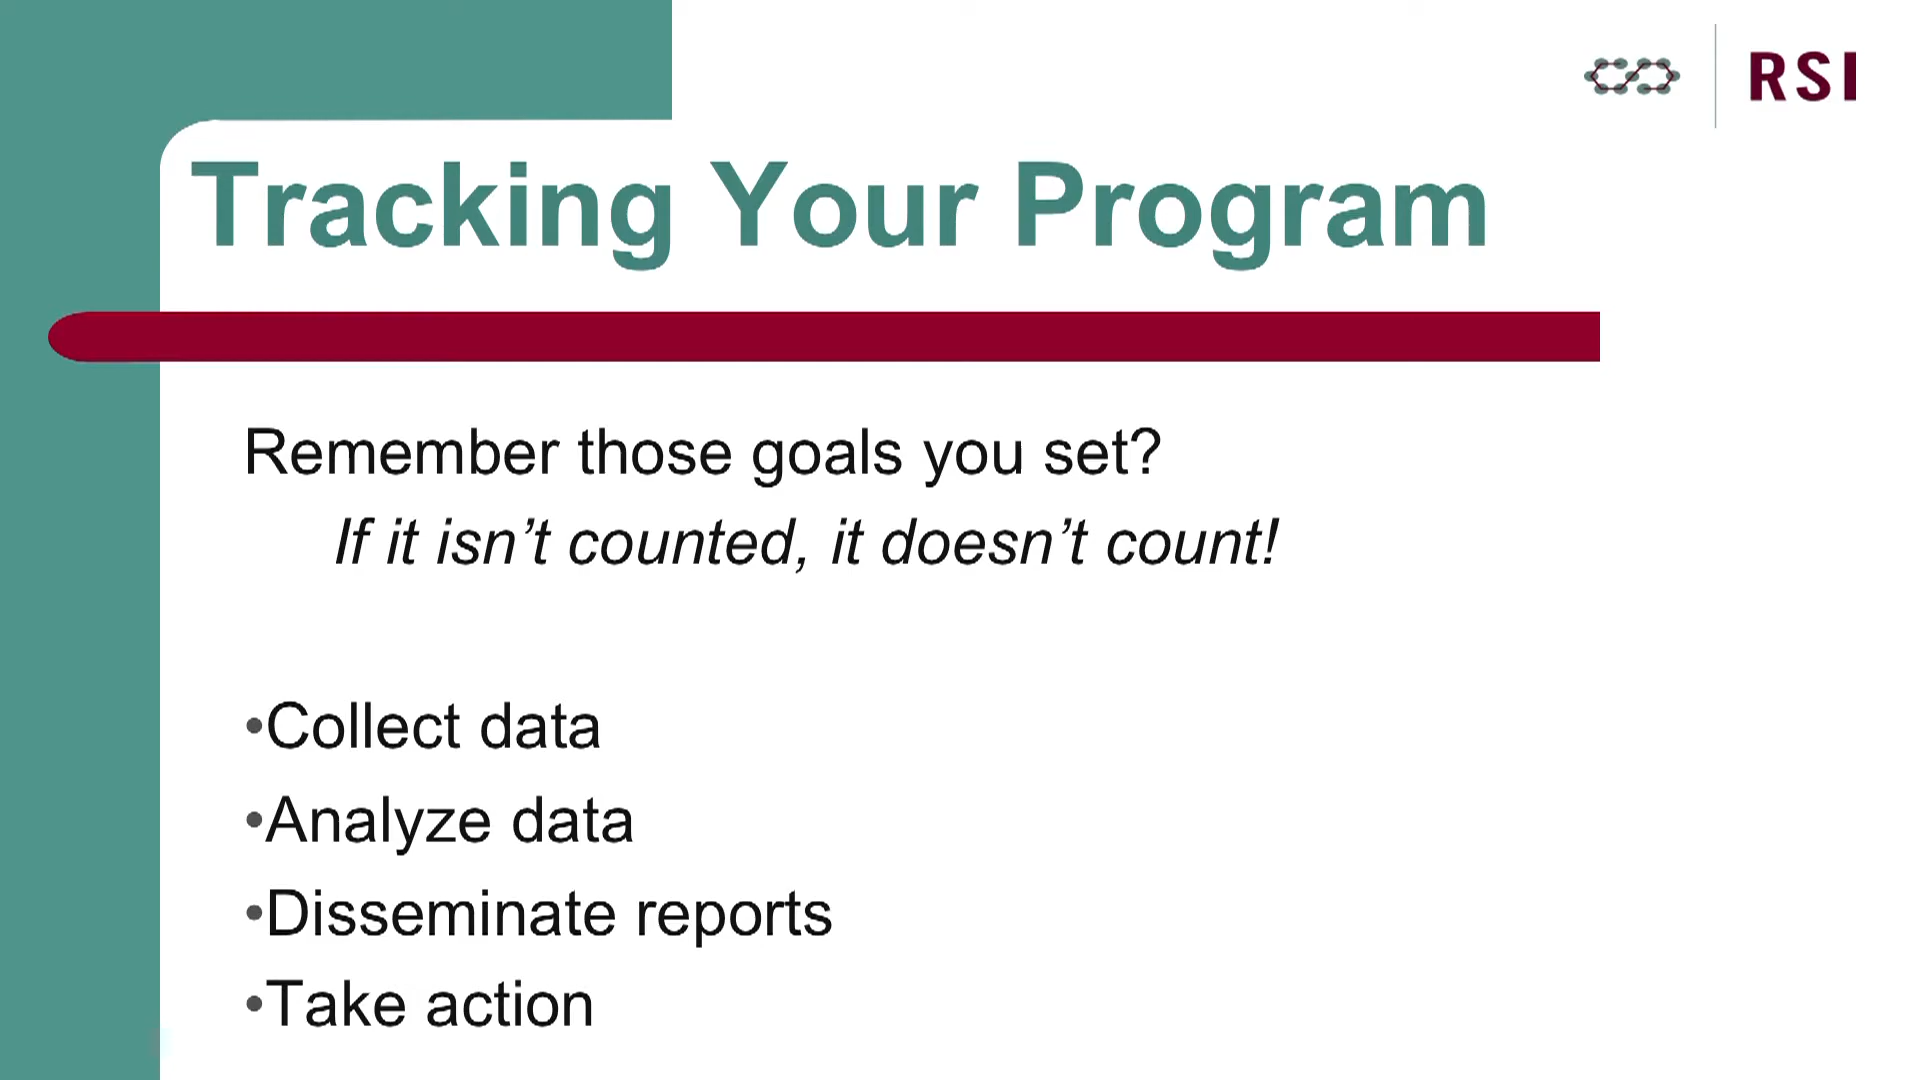 RSI
Tracking Your Program
Remember those goals you set?
If it isn’t counted, it doesn’t count!
•Collect data
•Analyze data
•Disseminate reports
•Take action